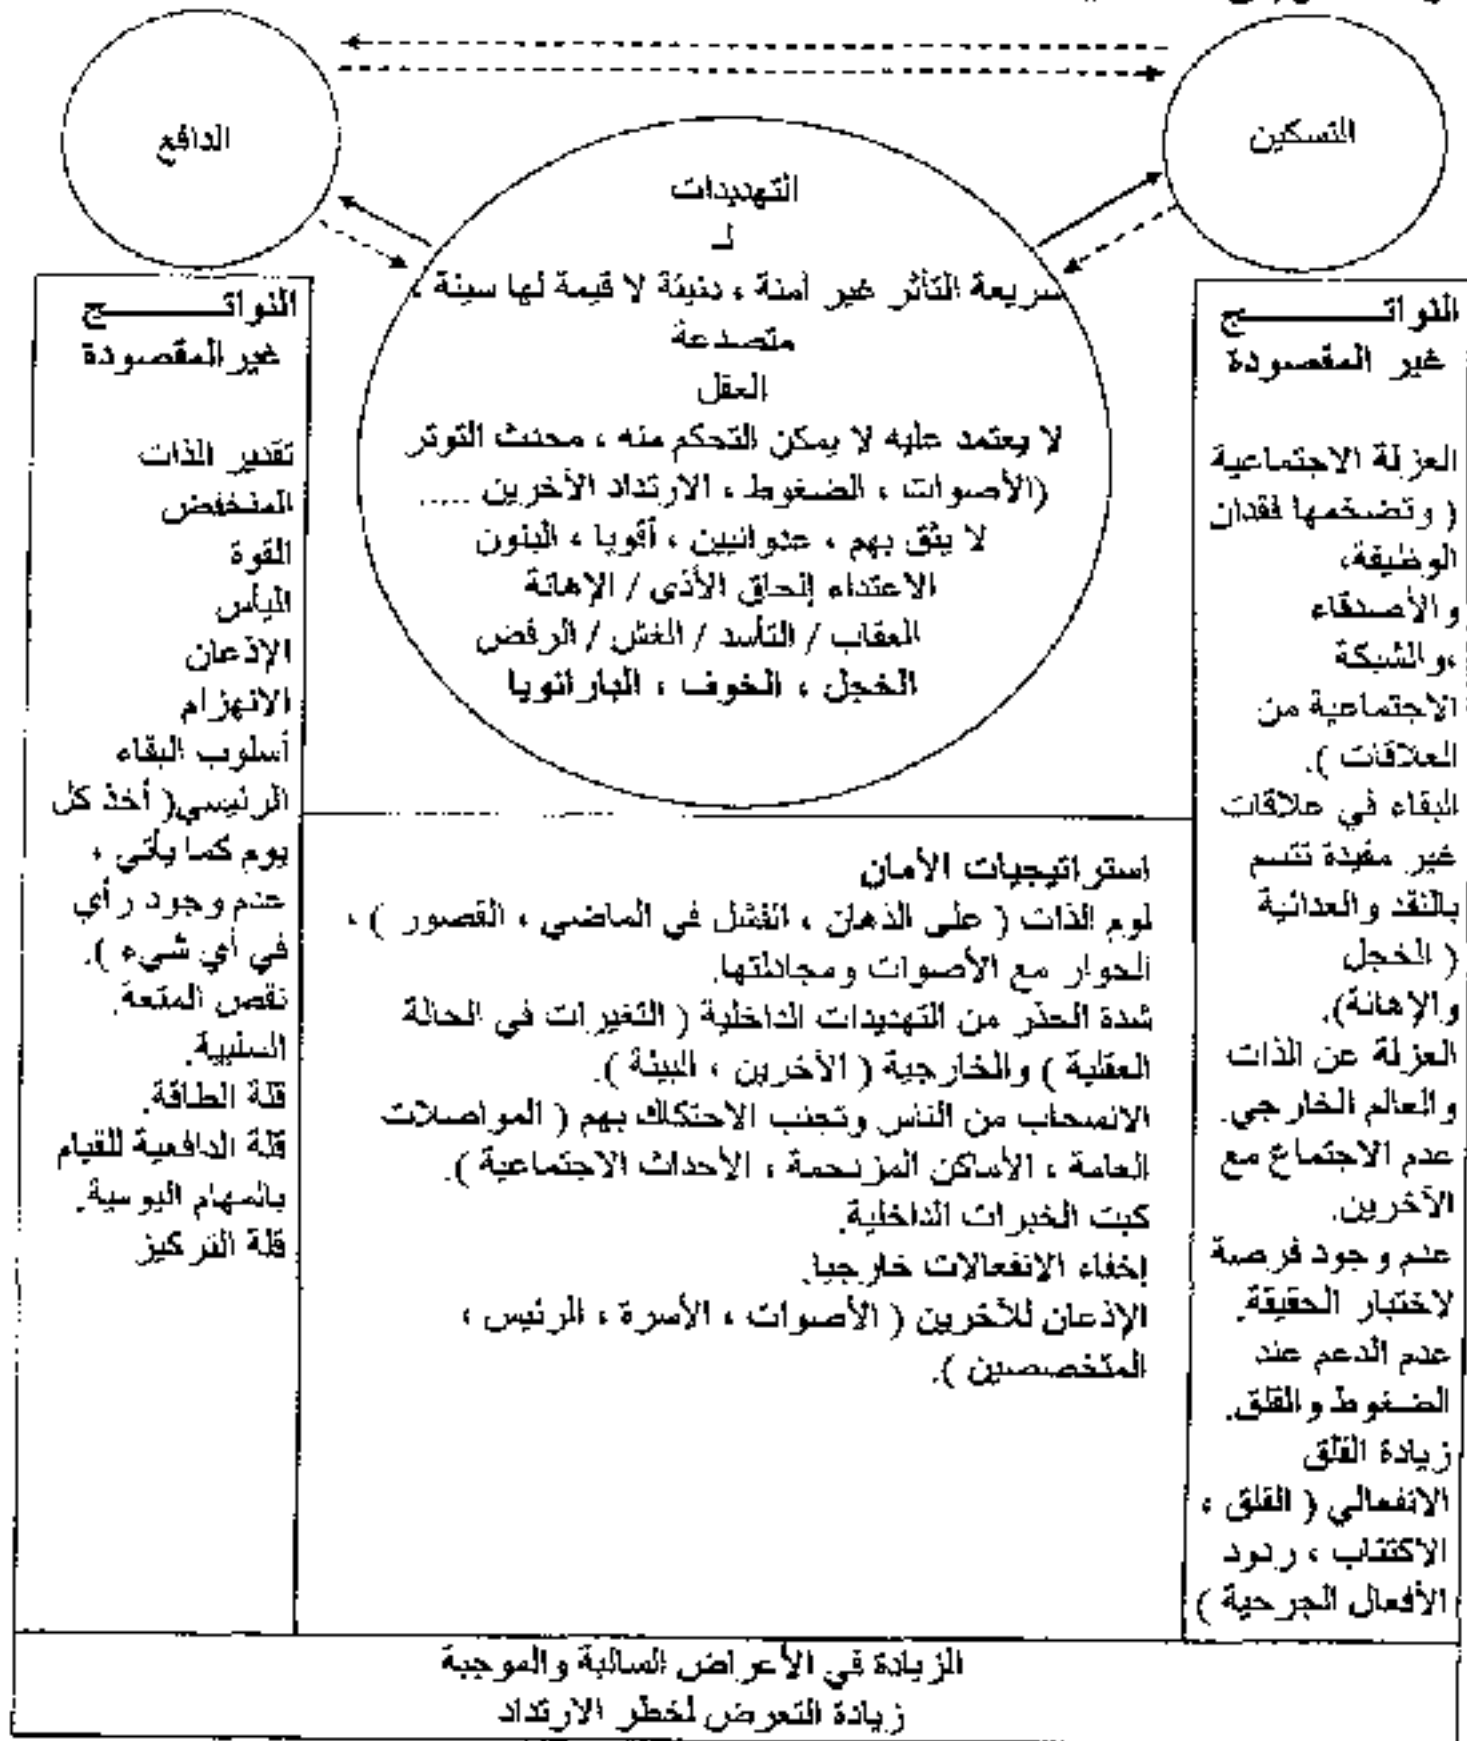 الدافع
التسكين
التهديدات
لـ
سريعة التأثر غير آمنة ، دنيئة لا قيمة لها سيئة ،
متصدعة
العقل
لا يعتمد عليه لا يمكن التحكم منه ، محدث التوتر
(الأصوات ، الضغوط ، الارتداد الأخرين .....
لا يثق بهم ، عدوانيين ، أقويا ،
الاعتداء إلحاق الأذى / الإهانة
العقاب / التأسد / الغش / الرفض
الخجل ، الخوف ، البارانويا
النواتـــــــج
غير المقصودة
العزلة الاجتماعية
( وتضخمها فقدان
الوظيفة،
والأصدقاء
،والشبكة
الاجتماعية من
العلاقات ).
البقاء في علاقات
غير مفيدة تتسم
بالنقد والعدائية
( الخجل
والإهانة).
العزلة عن الذات
والعالم الخارجي.
عدم الاجتماع مع
الآخرين.
عدم وجود فرصة
لاختبار الحقيقة.
عدم الدعم عند
الضغوط والقلق.
زيادة القلق
الانفعالي ( القلق ،
الاكتئاب ، ردود
الأفعال الجرحية )
استراتيجيات الأمان
لوم الذات ( على الذهان ، الفشل في الماضي ، القصور ) ،
الحوار مع الأصوات ومجادلتها.
شدة الحذر من التهديدات الداخلية ( التغيرات في الحالة
العقلية ) والخارجية ( الأخرين ، البيئة ).
الانسحاب من الناس وتجنب الاحتكاك بهم ( المواصلات
العامة ، الأماكن المزدحمة ، الأحداث الاجتماعية ).
كبت الخبرات الداخلية.
إخفاء الانفعالات خارجيا.
الإذعان للآخرين ( الأصوات ، الأسرة ، الرئيس ،
المتخصصين ).
النواتـــــــج
غير المقصودة
تقدير الذات
المنخفض
القوة
اليأس
الإذعان
الانهزام
أسلوب البقاء
الرئيسي( أخذ كل
يوم كما يأتي ،
عدم وجود رأي
في أي شيء ).
نقص المتعة.
السلبية.
قلة الطاقة.
قلة الدافعية للقيام
بالمهام اليومية.
قلة التركيز
الزيادة في الأعراض السالبة والموجبة
زيادة التعرض لخطر الارتداد